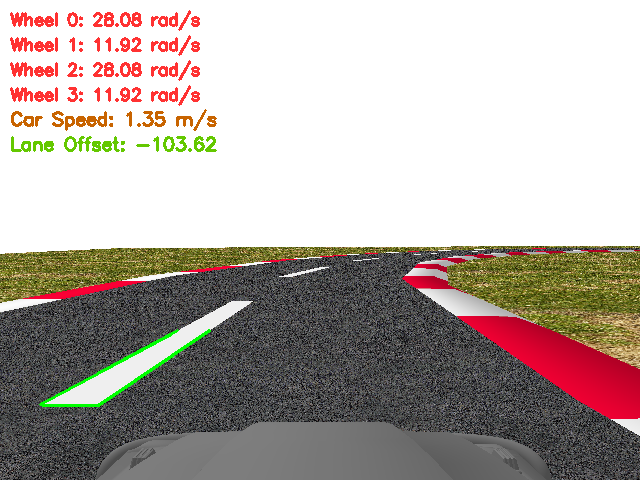 Wheel 0: 28.08 rad/s
Wheel 1: 11.92 rad/s
Wheel 2: 28.08 rad/s
Wheel 3: 11.92 rad/s
Car Speed: 1.35 m/s
Lane Offset: -103.62